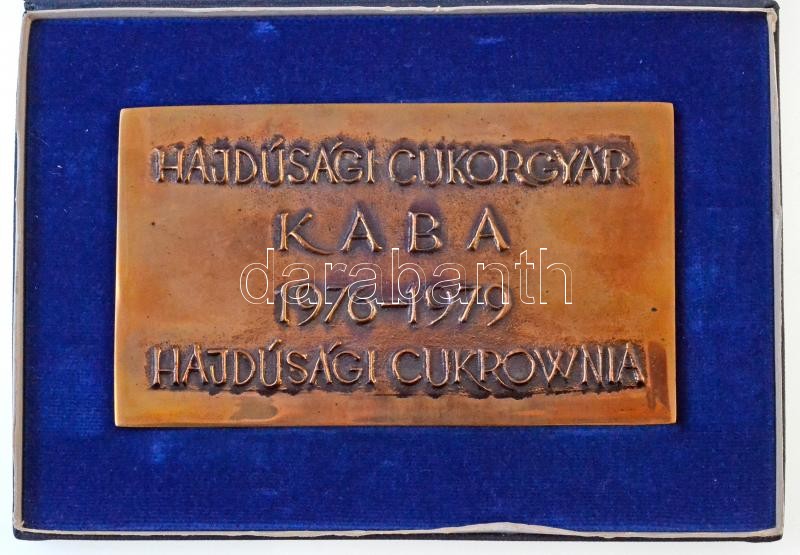 HAJDÚSÁGI CUKORGYÁR
KABA
darabanth
1976-1979
HAJDÚSÁGI CUKROWNIA